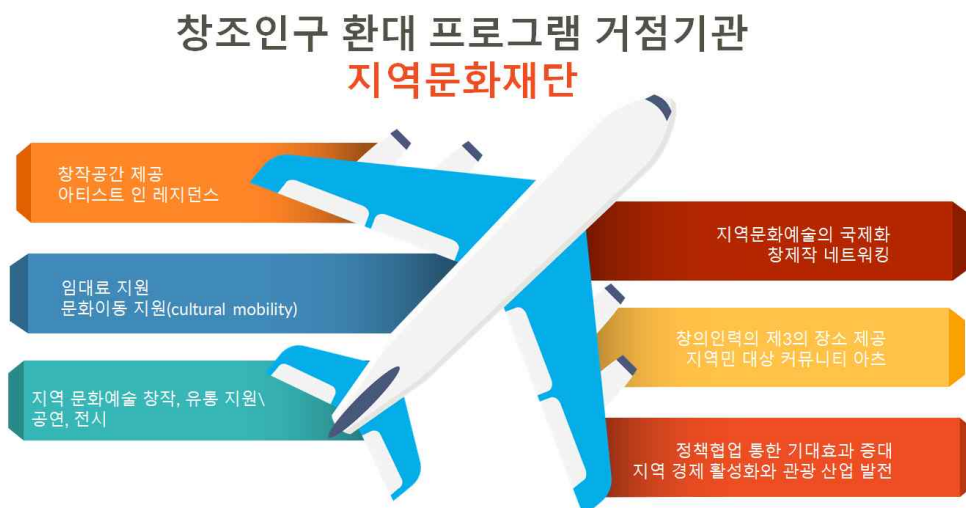 창조인구 환대 프로그램 거점기관
지역문화재단
창작공간 제공
아티스트 인 레지던스
임대료 지원
문화이동 지원(cultural mobility)
지역 문화예술 창작, 유통 지원\
공연, 전시
지역문화예술의 국제화
창제작 네트워킹
창의인력의 제3의 장소 제공
지역민 대상 커뮤니티 아츠
정책협업 통한 기대효과 증대
지역 경제 활성화와 관광 산업 발전